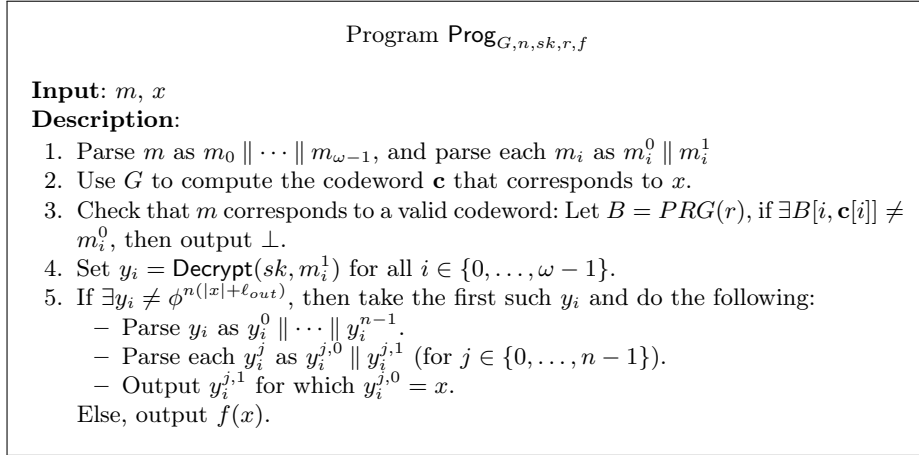 Program Prog_{G,n,sk,r,f}
Input: m, x
Description:
1. Parse m as m_0 ∥ ⋯ ∥ m_{ω−1}, and parse each m_i as m_i^0 ∥ m_i^1
2. Use G to compute the codeword c that corresponds to x.
3. Check that m corresponds to a valid codeword: Let B = PRG(r), if ∃B[i, c[i]] ≠
m_i^0, then output ⊥.
4. Set y_i = Decrypt(sk, m_i^1) for all i ∈ {0, . . . , ω − 1}.
5. If ∃y_i ≠ ϕ^{n(|x|+ℓ_{out})}, then take the first such y_i and do the following:
– Parse y_i as y_i^0 ∥ ⋯ ∥ y_i^{n−1}.
– Parse each y_i^j as y_i^{j,0} ∥ y_i^{j,1} (for j ∈ {0, . . . , n − 1}).
– Output y_i^{j,1} for which y_i^{j,0} = x.
Else, output f(x).